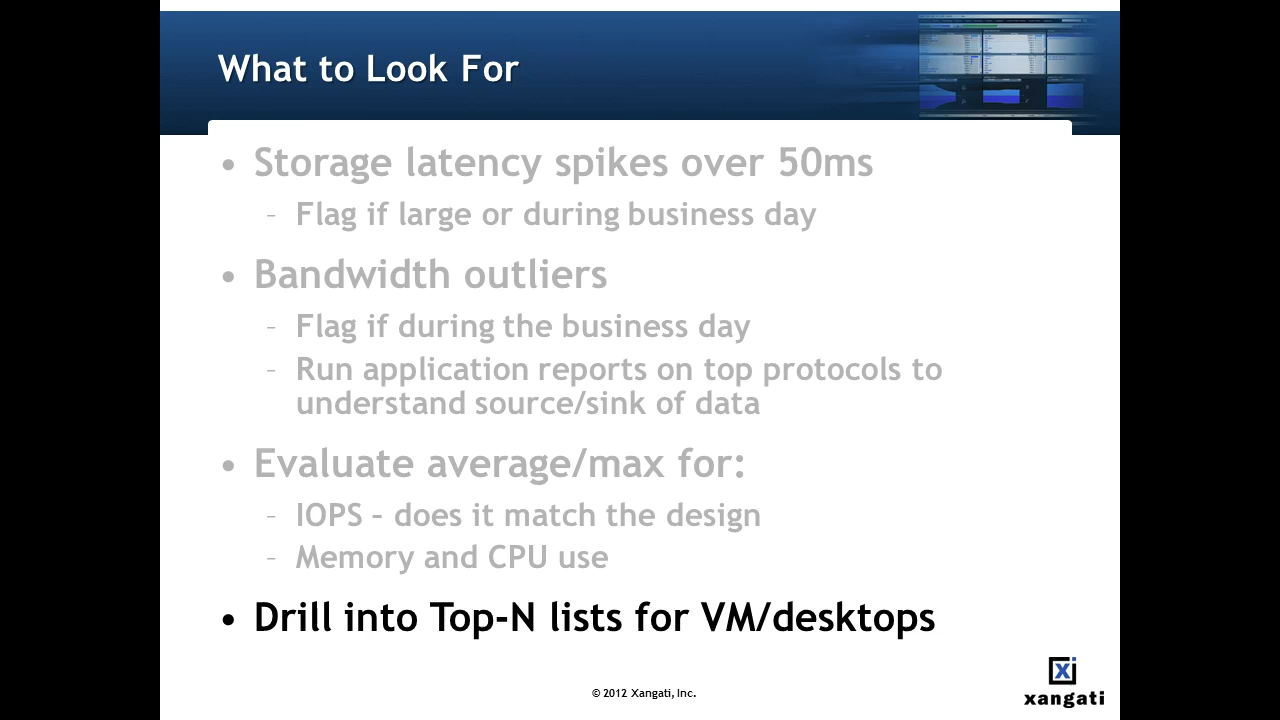 What to Look For
• Storage latency spikes over 50ms
– Flag if large or during business day
• Bandwidth outliers
– Flag if during the business day
– Run application reports on top protocols to
understand source/sink of data
• Evaluate average/max for:
– IOPS – does it match the design
– Memory and CPU use
• Drill into Top-N lists for VM/desktops
© 2012 Xangati, Inc.
xi
xangati